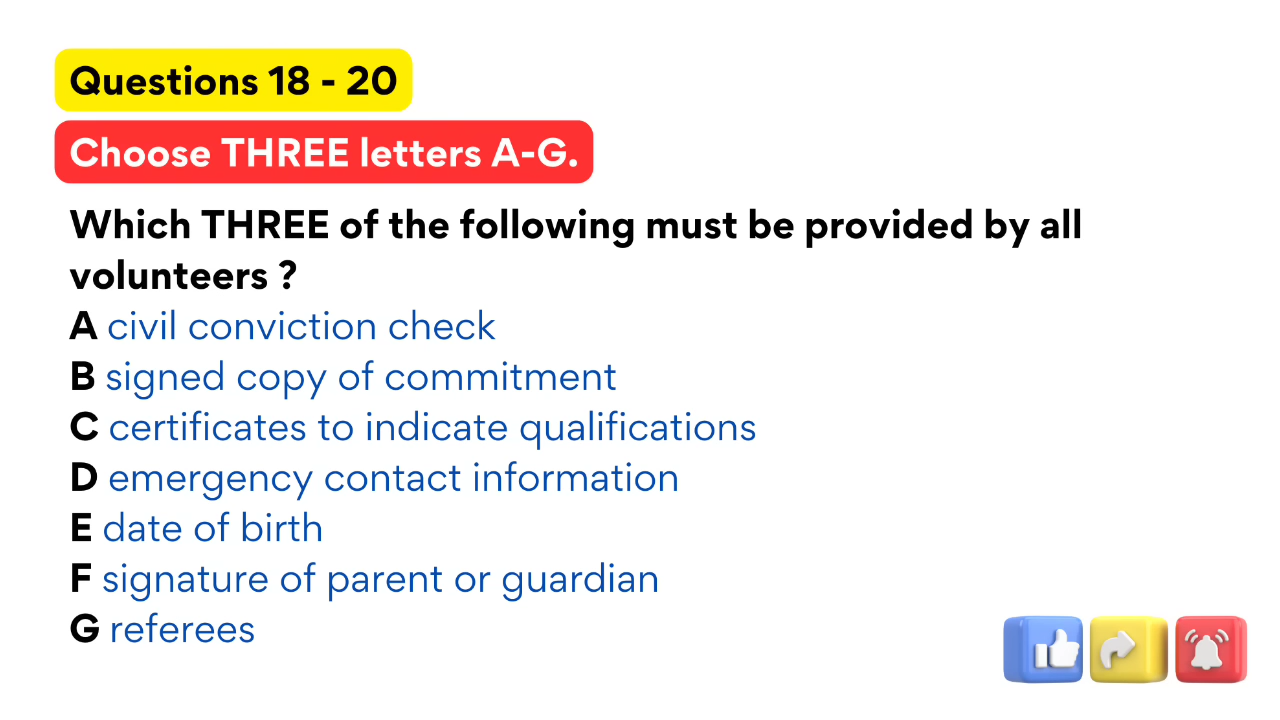 Questions 18 - 20
Choose THREE letters A-G.
Which THREE of the following must be provided by all
volunteers ?
A civil conviction check
B signed copy of commitment
C certificates to indicate qualifications
D emergency contact information
E date of birth
F signature of parent or guardian
G referees